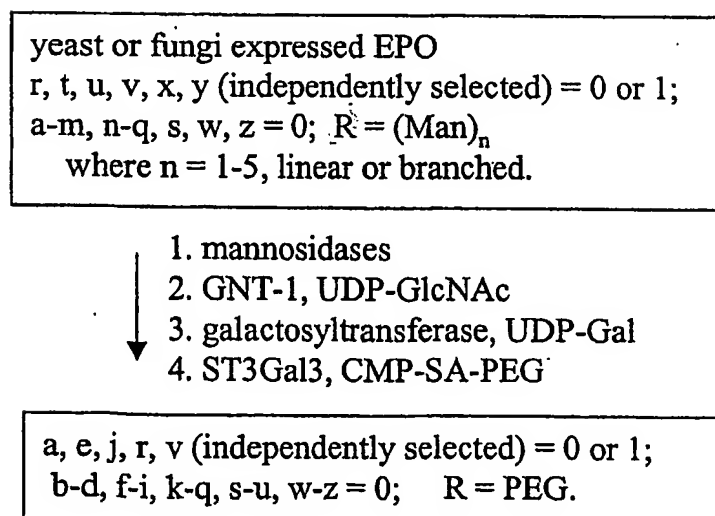 yeast or fungi expressed EPO
r, t, u, v, x, y (independently selected) = 0 or 1;
a-m, n-q, s, w, z = 0; R = (Man)n
where n = 1-5, linear or branched.
1. mannosidases
2. GNT-1, UDP-GlcNAc
3. galactosyltransferase, UDP-Gal
4. ST3Gal3, CMP-SA-PEG
a, e, j, r, v (independently selected) = 0 or 1;
b-d, f-i, k-q, s-u, w-z = 0; R = PEG.